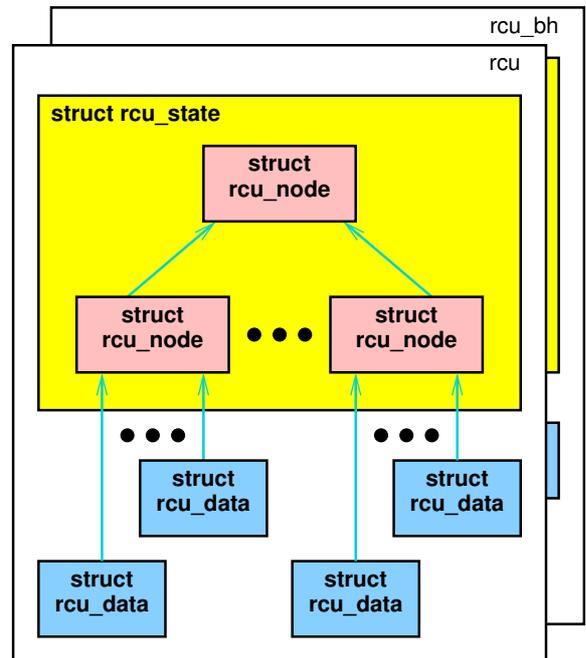 rcu_bh
rcu
struct rcu_state
struct
rcu_node
struct
rcu_node
struct
rcu_node
struct
rcu_data
struct
rcu_data
struct
rcu_data
struct
rcu_data